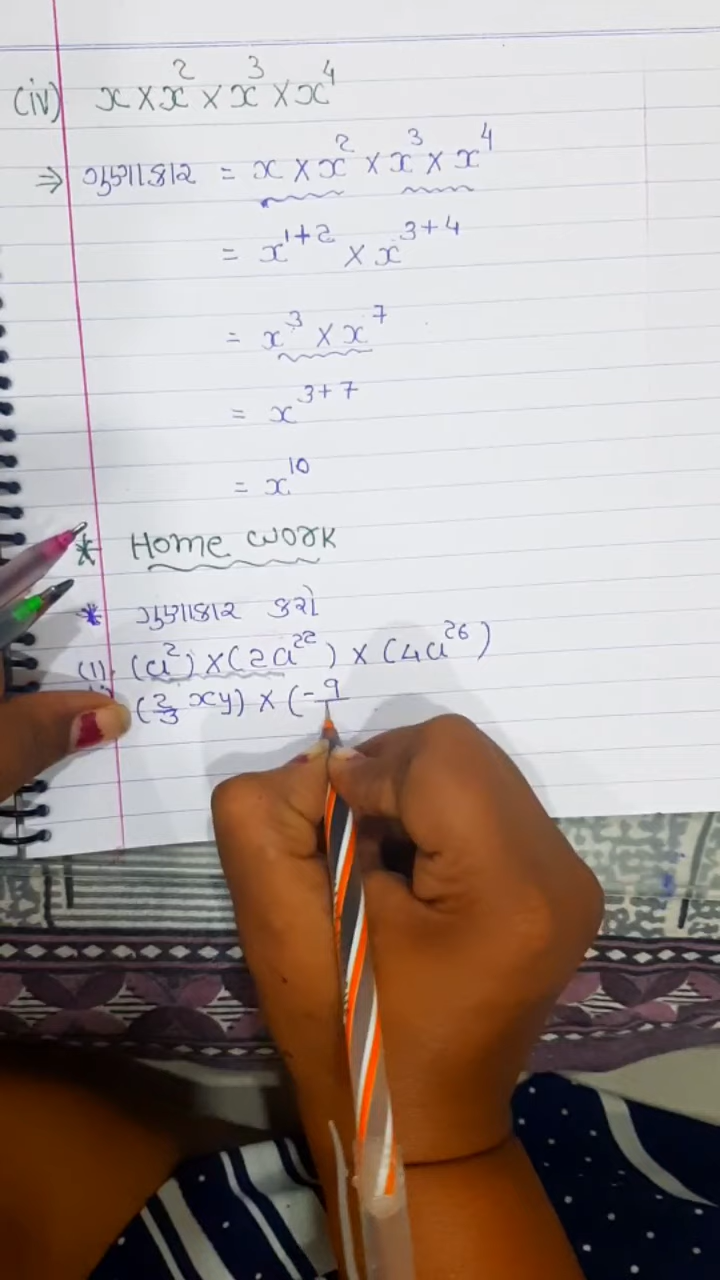 (iv) x × x² × x³ × x⁴
⇒ ગુણાકાર = x × x² × x³ × x⁴
= x¹⁺² × x³⁺⁴
= x³ × x⁷
= x³⁺⁷
= x¹⁰
* Home work
* ગુણાકાર કરો
(1) (a²) × (2a²²) × (4a²⁶)
(2/3 xy) × (-9